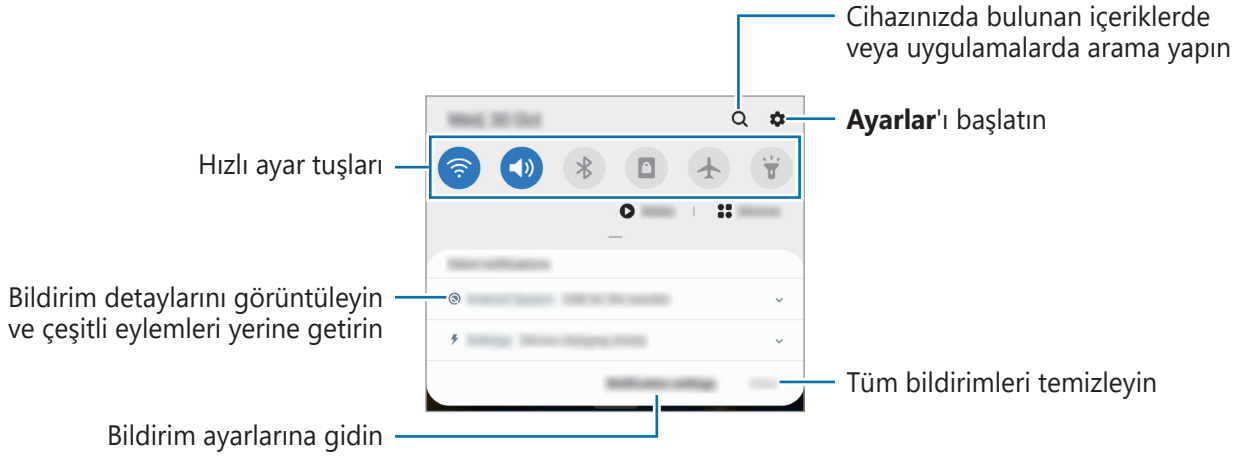 Cihazınızda bulunan içeriklerde
veya uygulamalarda arama yapın
Ayarlar'ı başlatın
Hızlı ayar tuşları
Bildirim detaylarını görüntüleyin
ve çeşitli eylemleri yerine getirin
Tüm bildirimleri temizleyin
Bildirim ayarlarına gidin